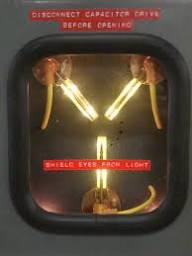 DISCONNECT CAPACITOR DRIVE
BEFORE OPENING
SHIELD EYES FROM LIGHT